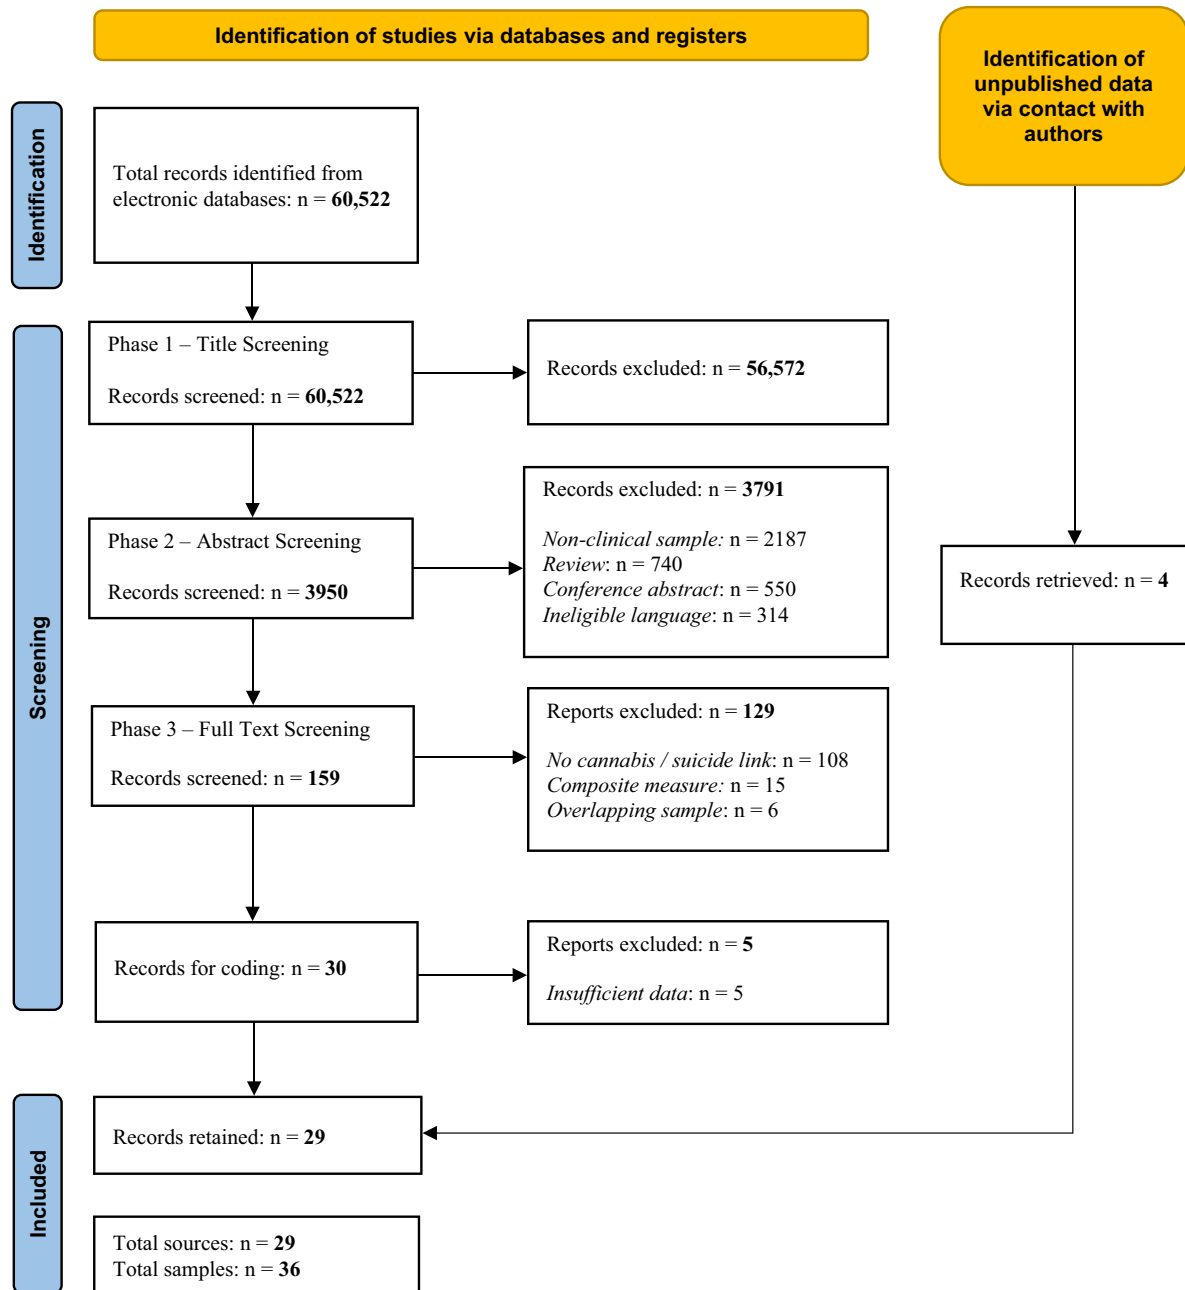 Identification of studies via databases and registers
Identification of
unpublished data
via contact with
authors
Identification
Total records identified from
electronic databases: n = 60,522
Screening
Phase 1 – Title Screening
Records screened: n = 60,522
Records excluded: n = 56,572
Phase 2 – Abstract Screening
Records screened: n = 3950
Records excluded: n = 3791
Non-clinical sample: n = 2187
Review: n = 740
Conference abstract: n = 550
Ineligible language: n = 314
Records retrieved: n = 4
Phase 3 – Full Text Screening
Records screened: n = 159
Reports excluded: n = 129
No cannabis / suicide link: n = 108
Composite measure: n = 15
Overlapping sample: n = 6
Records for coding: n = 30
Reports excluded: n = 5
Insufficient data: n = 5
Included
Records retained: n = 29
Total sources: n = 29
Total samples: n = 36